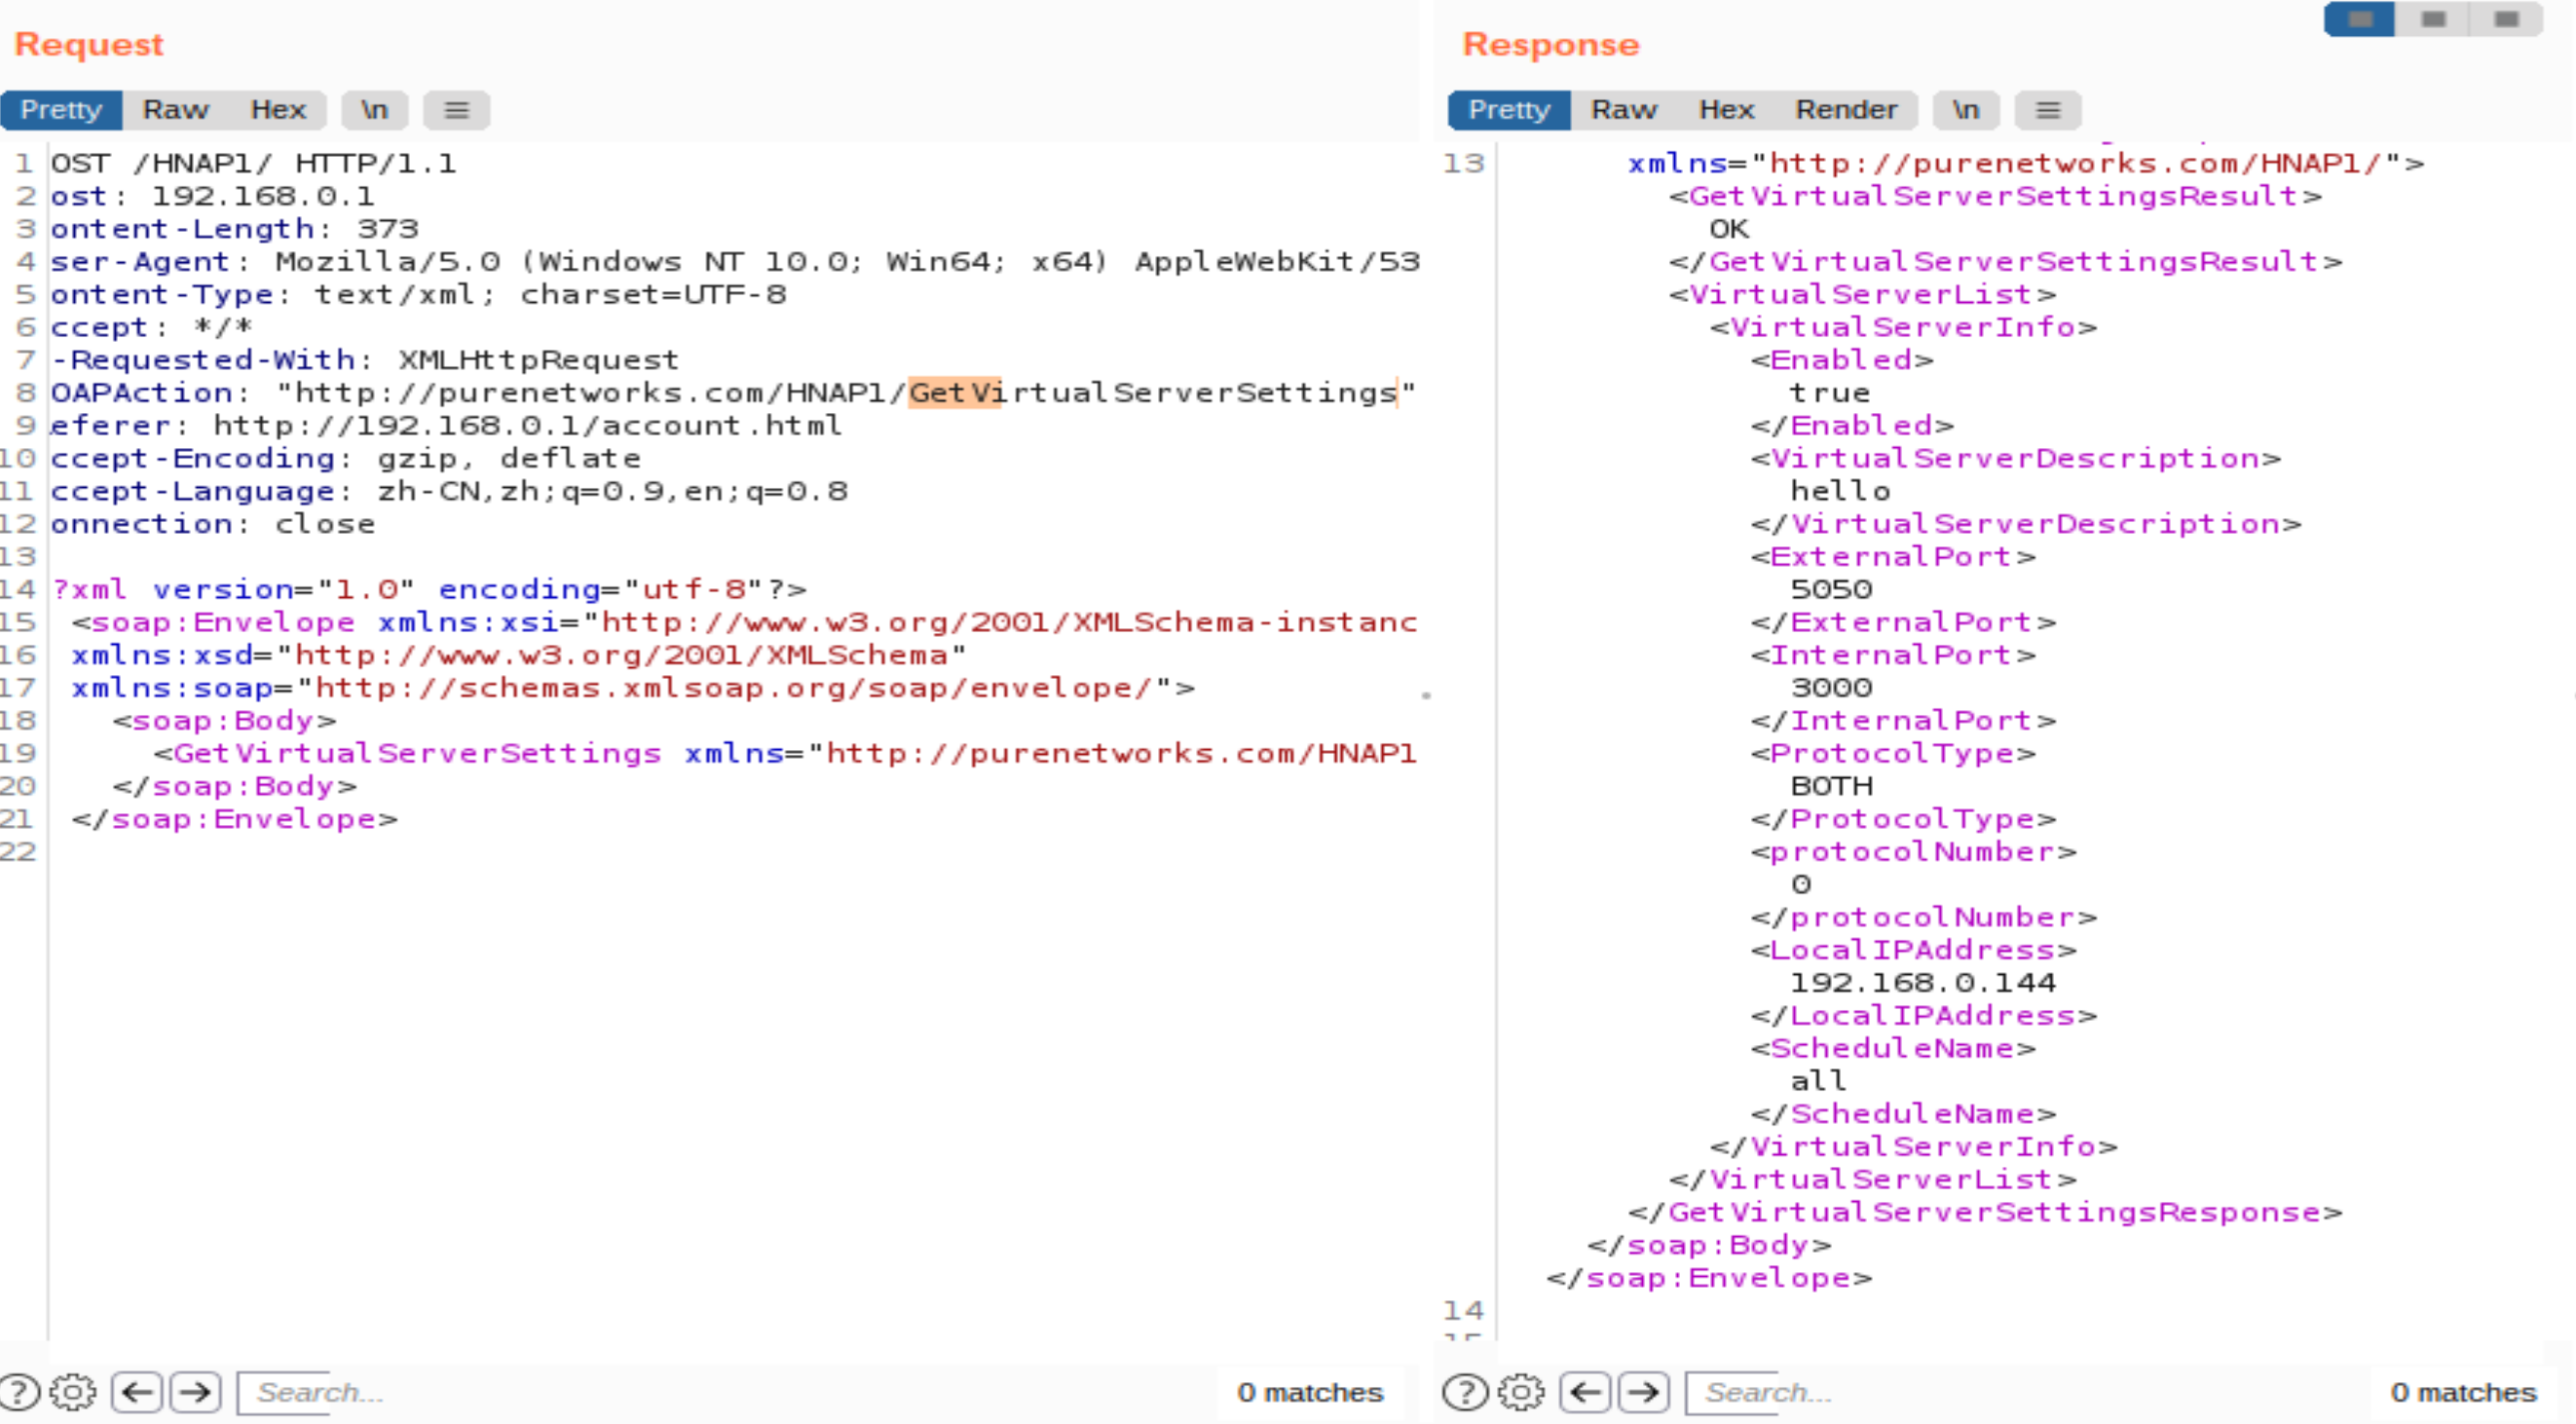 Request
Pretty Raw Hex \n ≡
1 OST /HNAP1/ HTTP/1.1
2 ost: 192.168.0.1
3 ontent-Length: 373
4 ser-Agent: Mozilla/5.0 (Windows NT 10.0; Win64; x64) AppleWebKit/53
5 ontent-Type: text/xml; charset=UTF-8
6 ccept: */*
7 -Requested-With: XMLHttpRequest
8 OAPAction: "http://purenetworks.com/HNAP1/GetVirtualServerSettings"
9 eferer: http://192.168.0.1/account.html
10 ccept-Encoding: gzip, deflate
11 ccept-Language: zh-CN,zh;q=0.9,en;q=0.8
12 onnection: close
13
14 ?xml version="1.0" encoding="utf-8"?>
15 <soap:Envelope xmlns:xsi="http://www.w3.org/2001/XMLSchema-instanc
16 xmlns:xsd="http://www.w3.org/2001/XMLSchema"
17 xmlns:soap="http://schemas.xmlsoap.org/soap/envelope/">
18 <soap:Body>
19 <GetVirtualServerSettings xmlns="http://purenetworks.com/HNAP1
20 </soap:Body>
21 </soap:Envelope>
22
Search...
0 matches
Response
Pretty Raw Hex Render \n ≡
13 xmlns="http://purenetworks.com/HNAP1/">
<GetVirtualServerSettingsResult>
OK
</GetVirtualServerSettingsResult>
<VirtualServerList>
<VirtualServerInfo>
<Enabled>
true
</Enabled>
<VirtualServerDescription>
hello
</VirtualServerDescription>
<ExternalPort>
5050
</ExternalPort>
<InternalPort>
3000
</InternalPort>
<ProtocolType>
BOTH
</ProtocolType>
<protocolNumber>
0
</protocolNumber>
<LocalIPAddress>
192.168.0.144
</LocalIPAddress>
<ScheduleName>
all
</ScheduleName>
</VirtualServerInfo>
</VirtualServerList>
</GetVirtualServerSettingsResponse>
</soap:Body>
</soap:Envelope>
14
Search...
0 matches